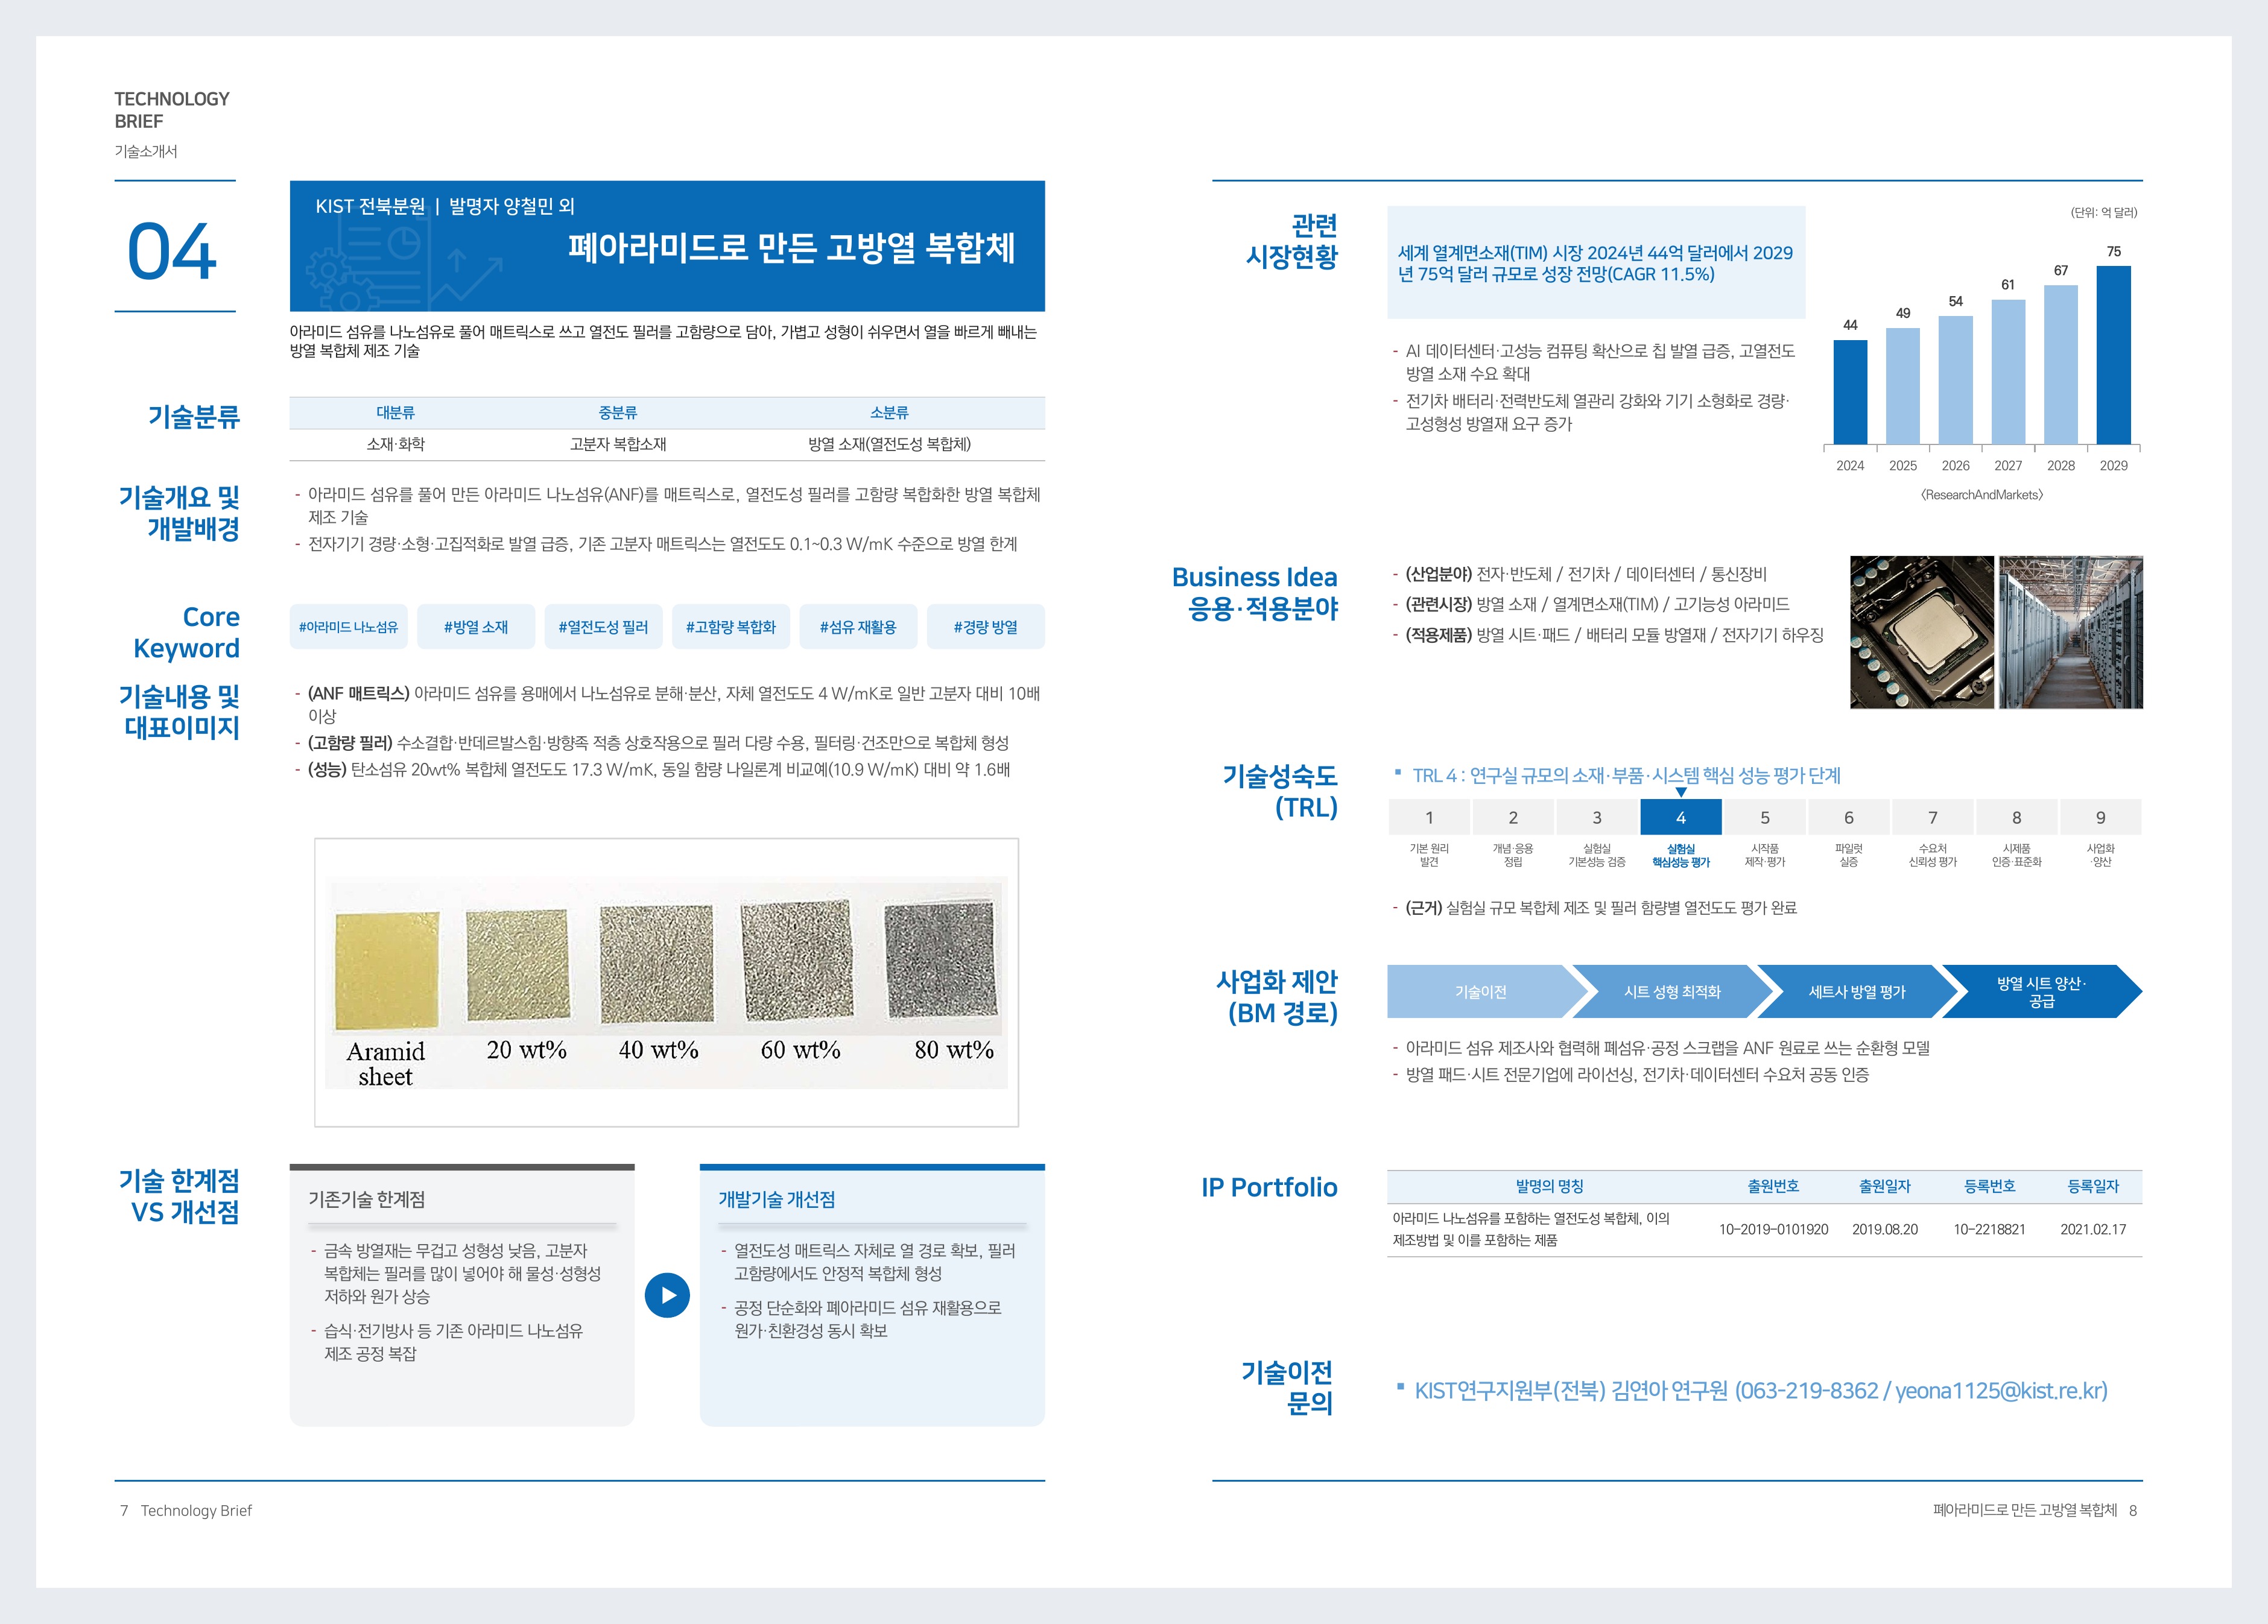 TECHNOLOGY
BRIEF
기술소개서
04
KIST 전북분원 | 발명자 양철민 외
폐아라미드로 만든 고방열 복합체
아라미드 섬유를 나노섬유로 풀어 매트릭스로 쓰고 열전도 필러를 고함량으로 담아, 가볍고 성형이 쉬우면서 열을 빠르게 빼내는
방열 복합체 제조 기술
기술분류
대분류 중분류 소분류
소재·화학 고분자 복합소재 방열 소재(열전도성 복합체)
기술개요 및
개발배경
- 아라미드 섬유를 풀어 만든 아라미드 나노섬유(ANF)를 매트릭스로, 열전도성 필러를 고함량 복합화한 방열 복합체
제조 기술
- 전자기기 경량·소형·고집적화로 발열 급증, 기존 고분자 매트릭스는 열전도도 0.1~0.3 W/mK 수준으로 방열 한계
Core
Keyword
#아라미드 나노섬유 #방열 소재 #열전도성 필러 #고함량 복합화 #섬유 재활용 #경량 방열
기술내용 및
대표이미지
- (ANF 매트릭스) 아라미드 섬유를 용매에서 나노섬유로 분해·분산, 자체 열전도도 4 W/mK로 일반 고분자 대비 10배
이상
- (고함량 필러) 수소결합·반데르발스힘·방향족 적층 상호작용으로 필러 다량 수용, 필터링·건조만으로 복합체 형성
- (성능) 탄소섬유 20wt% 복합체 열전도도 17.3 W/mK, 동일 함량 나일론계 비교예(10.9 W/mK) 대비 약 1.6배
Aramid
sheet
20 wt% 40 wt% 60 wt% 80 wt%
기술 한계점
VS 개선점
기존기술 한계점
- 금속 방열재는 무겁고 성형성 낮음, 고분자
복합체는 필러를 많이 넣어야 해 물성·성형성
저하와 원가 상승
- 습식·전기방사 등 기존 아라미드 나노섬유
제조 공정 복잡
개발기술 개선점
- 열전도성 매트릭스 자체로 열 경로 확보, 필러
고함량에서도 안정적 복합체 형성
- 공정 단순화와 폐아라미드 섬유 재활용으로
원가·친환경성 동시 확보
7 Technology Brief
관련
시장현황
세계 열계면소재(TIM) 시장 2024년 44억 달러에서 2029
년 75억 달러 규모로 성장 전망(CAGR 11.5%)
- AI 데이터센터·고성능 컴퓨팅 확산으로 칩 발열 급증, 고열전도
방열 소재 수요 확대
- 전기차 배터리·전력반도체 열관리 강화와 기기 소형화로 경량·
고성형성 방열재 요구 증가
(단위: 억 달러)
44 49 54 61 67 75
2024 2025 2026 2027 2028 2029
〈ResearchAndMarkets〉
Business Idea
응용·적용분야
- (산업분야) 전자·반도체 / 전기차 / 데이터센터 / 통신장비
- (관련시장) 방열 소재 / 열계면소재(TIM) / 고기능성 아라미드
- (적용제품) 방열 시트·패드 / 배터리 모듈 방열재 / 전자기기 하우징
기술성숙도
(TRL)
▪ TRL 4 : 연구실 규모의 소재·부품·시스템 핵심 성능 평가 단계
1 2 3 4 5 6 7 8 9
기본 원리 개념·응용 실험실 실험실 시작품 파일럿 수요처 시제품 사업화
발견 정립 기본성능 검증 핵심성능 평가 제작·평가 실증 신뢰성 평가 인증·표준화 ·양산
- (근거) 실험실 규모 복합체 제조 및 필러 함량별 열전도도 평가 완료
사업화 제안
(BM 경로)
기술이전 시트 성형 최적화 세트사 방열 평가 방열 시트 양산·
공급
- 아라미드 섬유 제조사와 협력해 폐섬유·공정 스크랩을 ANF 원료로 쓰는 순환형 모델
- 방열 패드·시트 전문기업에 라이선싱, 전기차·데이터센터 수요처 공동 인증
IP Portfolio
발명의 명칭 출원번호 출원일자 등록번호 등록일자
아라미드 나노섬유를 포함하는 열전도성 복합체, 이의
제조방법 및 이를 포함하는 제품
10-2019-0101920 2019.08.20 10-2218821 2021.02.17
기술이전
문의
▪ KIST연구지원부(전북) 김연아 연구원 (063-219-8362 / yeona1125@kist.re.kr)
폐아라미드로 만든 고방열 복합체 8